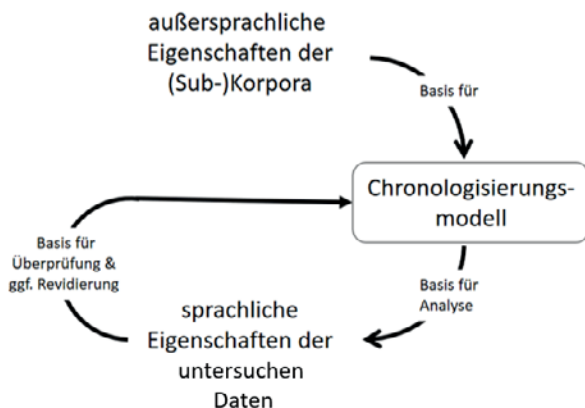 außersprachliche
Eigenschaften der
(Sub-)Korpora
Basis für
Chronologisierungs-
modell
Basis für
Analyse
sprachliche
Eigenschaften der
untersuchen
Daten
Basis für
Überprüfung &
ggf. Revidierung